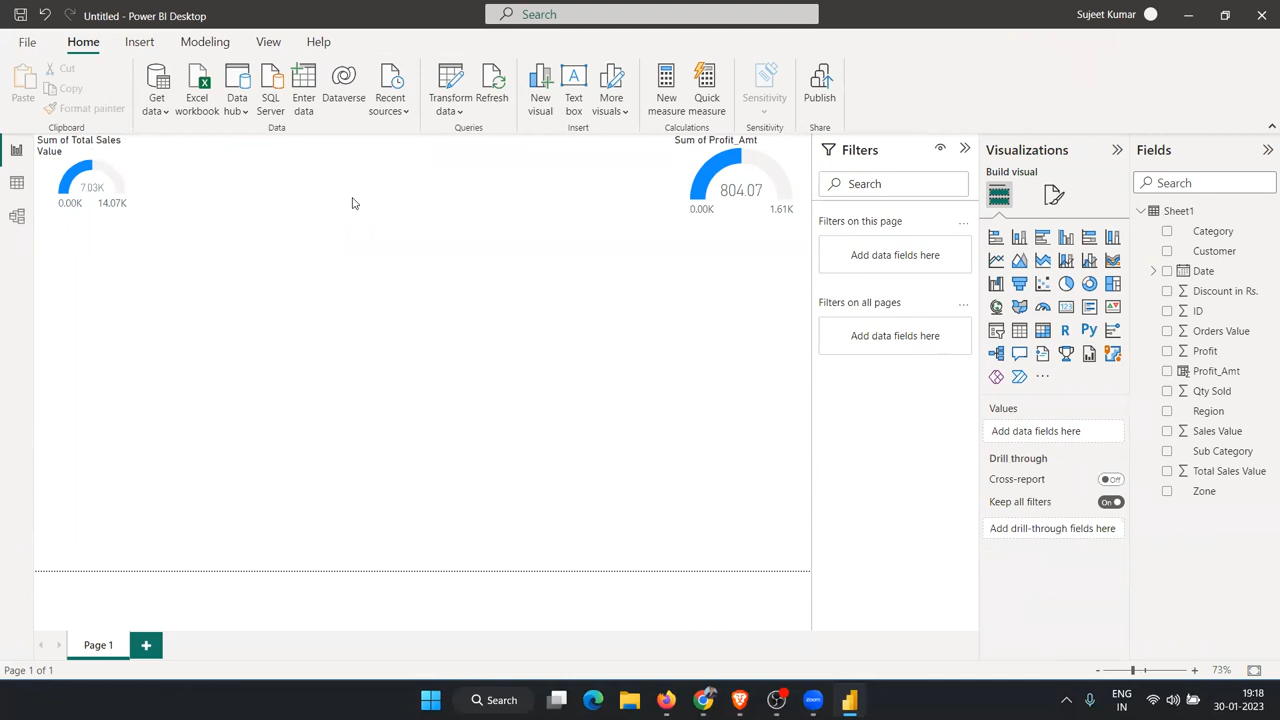 Untitled - Power BI Desktop
Search
Sujeet Kumar
File
Home
Insert
Modeling
View
Help
Paste
Cut
Copy
Format painter
Clipboard
Get data
Excel workbook
Data hub
SQL Server
Enter data
Dataverse
Recent sources
Data
Transform data
Refresh
Queries
New visual
Text box
More visuals
Insert
New measure
Quick measure
Calculations
Sensitivity
Sensitivity
Publish
Share
Sum of Total Sales
Value
7.03K
0.00K
14.07K
Sum of Profit_Amt
804.07
0.00K
1.61K
Filters
Search
Filters on this page
...
Add data fields here
Filters on all pages
...
Add data fields here
Visualizations
Build visual
R
Py
123
...
Values
Add data fields here
Drill through
Cross-report
Off
Keep all filters
On
Add drill-through fields here
Fields
Search
Sheet1
Category
Customer
Date
Discount in Rs.
ID
Orders Value
Profit
Profit_Amt
Qty Sold
Region
Sales Value
Sub Category
Total Sales Value
Zone
Page 1
Page 1 of 1
- + 73%
Search
zoom
ENG
IN
19:18
30-01-2023